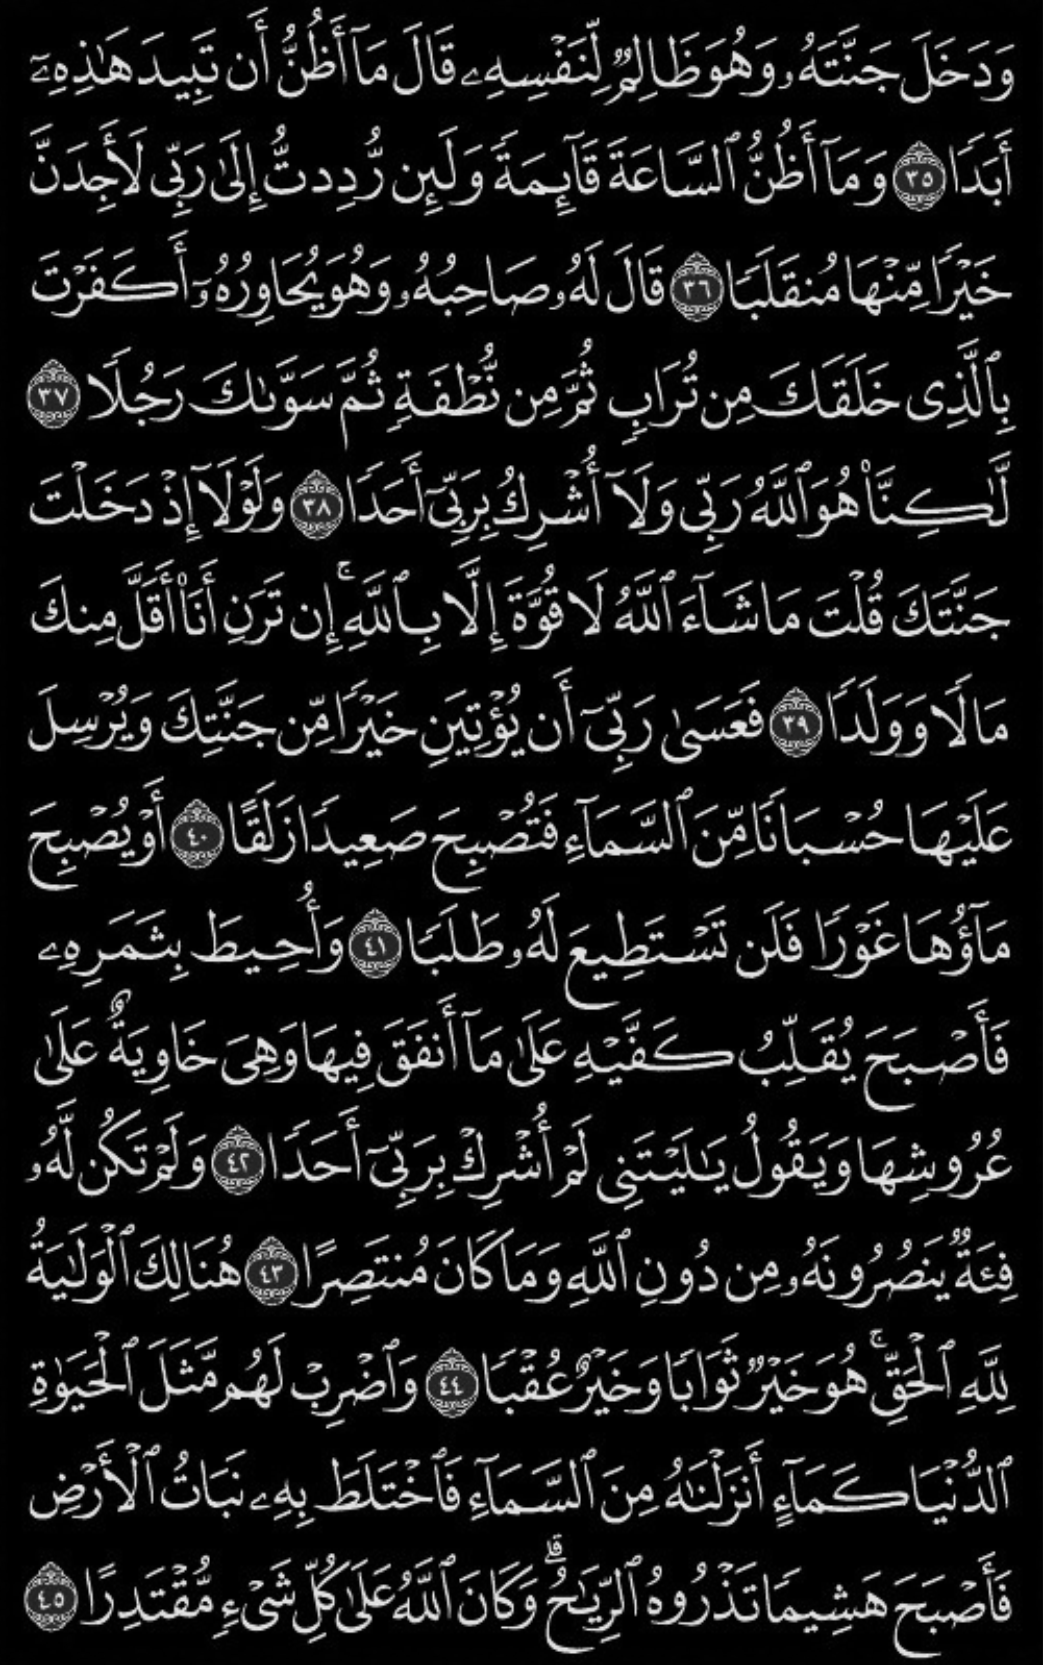 وَدَخَلَ جَنَّتَهُۥ وَهُوَ ظَالِمٌ لِّنَفْسِهِۦ قَالَ مَآ أَظُنُّ أَن تَبِيدَ هَٰذِهِۦٓ
أَبَدًا ٣٥ وَمَآ أَظُنُّ ٱلسَّاعَةَ قَآئِمَةً وَلَئِن رُّدِدتُّ إِلَىٰ رَبِّى لَأَجِدَنَّ
خَيْرًا مِّنْهَا مُنقَلَبًا ٣٦ قَالَ لَهُۥ صَاحِبُهُۥ وَهُوَ يُحَاوِرُهُۥٓ أَكَفَرْتَ
بِٱلَّذِى خَلَقَكَ مِن تُرَابٍ ثُمَّ مِن نُّطْفَةٍ ثُمَّ سَوَّىٰكَ رَجُلًا ٣٧
لَّٰكِنَّا۠ هُوَ ٱللَّهُ رَبِّى وَلَآ أُشْرِكُ بِرَبِّىٓ أَحَدًا ٣٨ وَلَوْلَآ إِذْ دَخَلْتَ
جَنَّتَكَ قُلْتَ مَا شَآءَ ٱللَّهُ لَا قُوَّةَ إِلَّا بِٱللَّهِ ۚ إِن تَرَنِ أَنَا۠ أَقَلَّ مِنكَ
مَالًا وَوَلَدًا ٣٩ فَعَسَىٰ رَبِّىٓ أَن يُؤْتِيَنِ خَيْرًا مِّن جَنَّتِكَ وَيُرْسِلَ
عَلَيْهَا حُسْبَانًا مِّنَ ٱلسَّمَآءِ فَتُصْبِحَ صَعِيدًا زَلَقًا ٤٠ أَوْ يُصْبِحَ
مَآؤُهَا غَوْرًا فَلَن تَسْتَطِيعَ لَهُۥ طَلَبًا ٤١ وَأُحِيطَ بِثَمَرِهِۦ
فَأَصْبَحَ يُقَلِّبُ كَفَّيْهِ عَلَىٰ مَآ أَنفَقَ فِيهَا وَهِىَ خَاوِيَةٌ عَلَىٰ
عُرُوشِهَا وَيَقُولُ يَٰلَيْتَنِى لَمْ أُشْرِكْ بِرَبِّىٓ أَحَدًا ٤٢ وَلَمْ تَكُن لَّهُۥ
فِئَةٌ يَنصُرُونَهُۥ مِن دُونِ ٱللَّهِ وَمَا كَانَ مُنتَصِرًا ٤٣ هُنَالِكَ ٱلْوَلَٰيَةُ
لِلَّهِ ٱلْحَقِّ ۚ هُوَ خَيْرٌ ثَوَابًا وَخَيْرٌ عُقْبًا ٤٤ وَٱضْرِبْ لَهُم مَّثَلَ ٱلْحَيَوٰةِ
ٱلدُّنْيَا كَمَآءٍ أَنزَلْنَٰهُ مِنَ ٱلسَّمَآءِ فَٱخْتَلَطَ بِهِۦ نَبَاتُ ٱلْأَرْضِ
فَأَصْبَحَ هَشِيمًا تَذْرُوهُ ٱلرِّيَٰحُ ۗ وَكَانَ ٱللَّهُ عَلَىٰ كُلِّ شَىْءٍ مُّقْتَدِرًا ٤٥